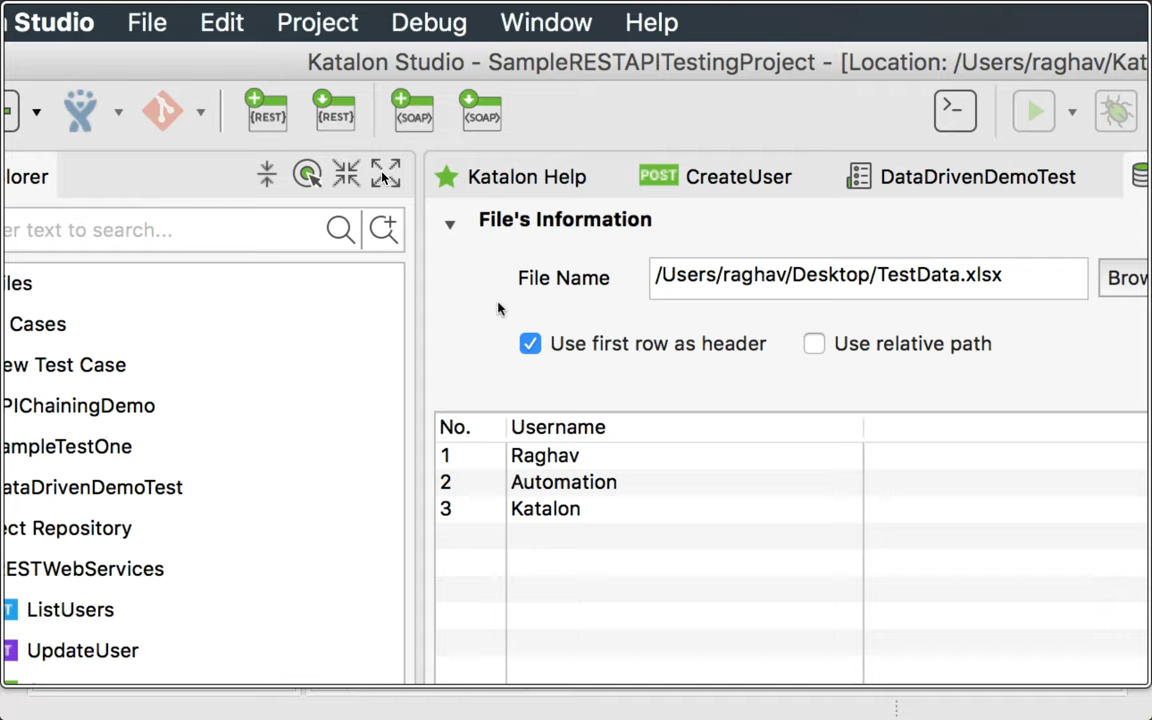 Studio File Edit Project Debug Window Help
Katalon Studio - SampleRESTAPITestingProject - [Location: /Users/raghav/Kat
{REST} {REST} {SOAP} {SOAP}
lorer
Katalon Help POST CreateUser DataDrivenDemoTest
er text to search...
File's Information
File Name /Users/raghav/Desktop/TestData.xlsx Brow
Use first row as header Use relative path
iles
Cases
ew Test Case
PIChainingDemo
ampleTestOne
ataDrivenDemoTest
ect Repository
ESTWebServices
T ListUsers
T UpdateUser
No. Username
1 Raghav
2 Automation
3 Katalon